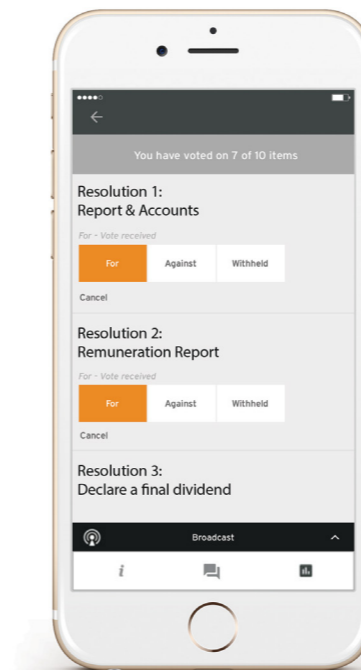 You have voted on 7 of 10 items
Resolution 1:
Report & Accounts
For - Vote received
For Against Withheld
Cancel
Resolution 2:
Remuneration Report
For - Vote received
For Against Withheld
Cancel
Resolution 3:
Declare a final dividend
Broadcast
i